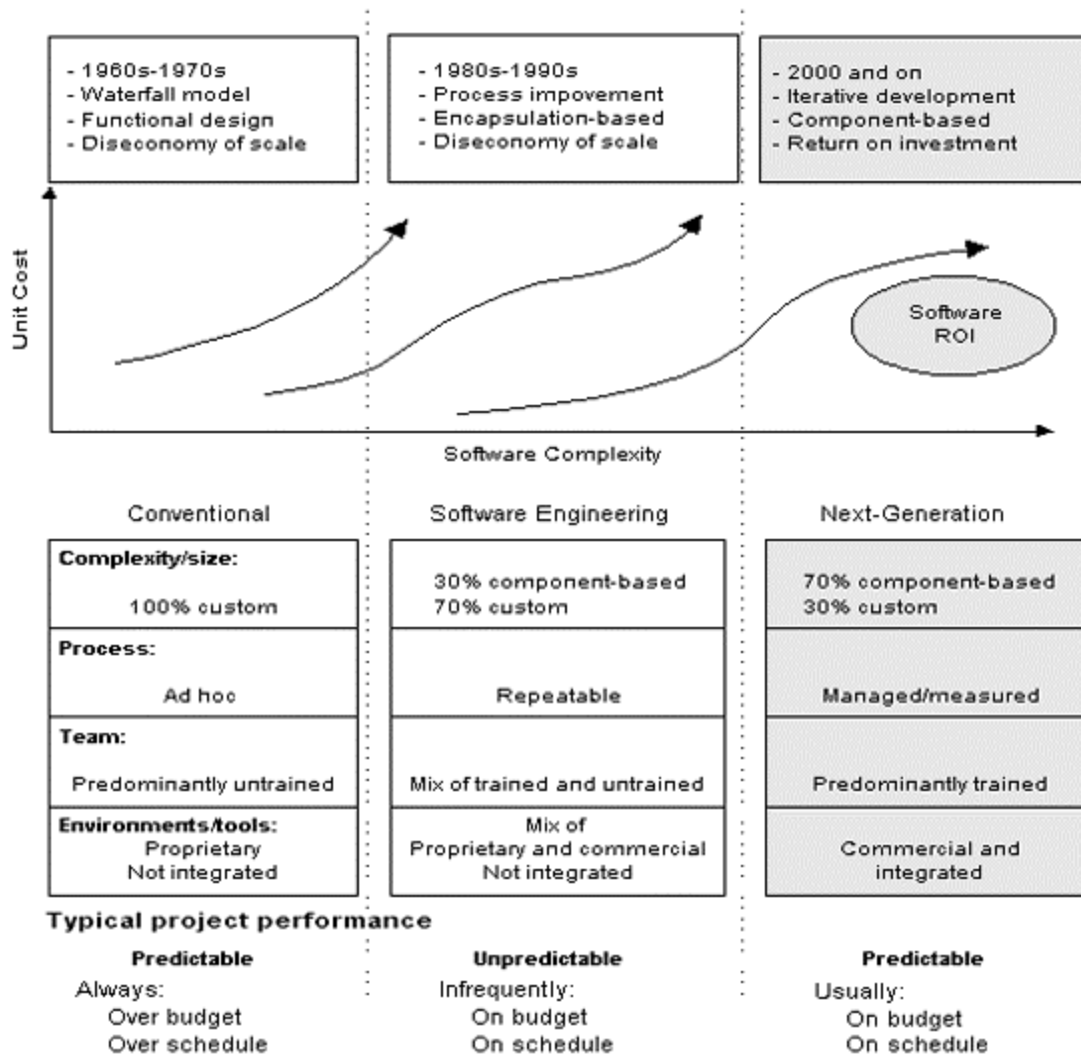 - 1960s-1970s
- Waterfall model
- Functional design
- Diseconomy of scale
- 1980s-1990s
- Process impovement
- Encapsulation-based
- Diseconomy of scale
- 2000 and on
- Iterative development
- Component-based
- Return on investment
Unit Cost
Software
ROI
Software Complexity
Conventional
Software Engineering
Next-Generation
Complexity/size:
100% custom
30% component-based
70% custom
70% component-based
30% custom
Process:
Ad hoc
Repeatable
Managed/measured
Team:
Predominantly untrained
Mix of trained and untrained
Predominantly trained
Environments/tools:
Proprietary
Not integrated
Mix of
Proprietary and commercial
Not integrated
Commercial and
integrated
Typical project performance
Predictable
Always:
Over budget
Over schedule
Unpredictable
Infrequently:
On budget
On schedule
Predictable
Usually:
On budget
On schedule